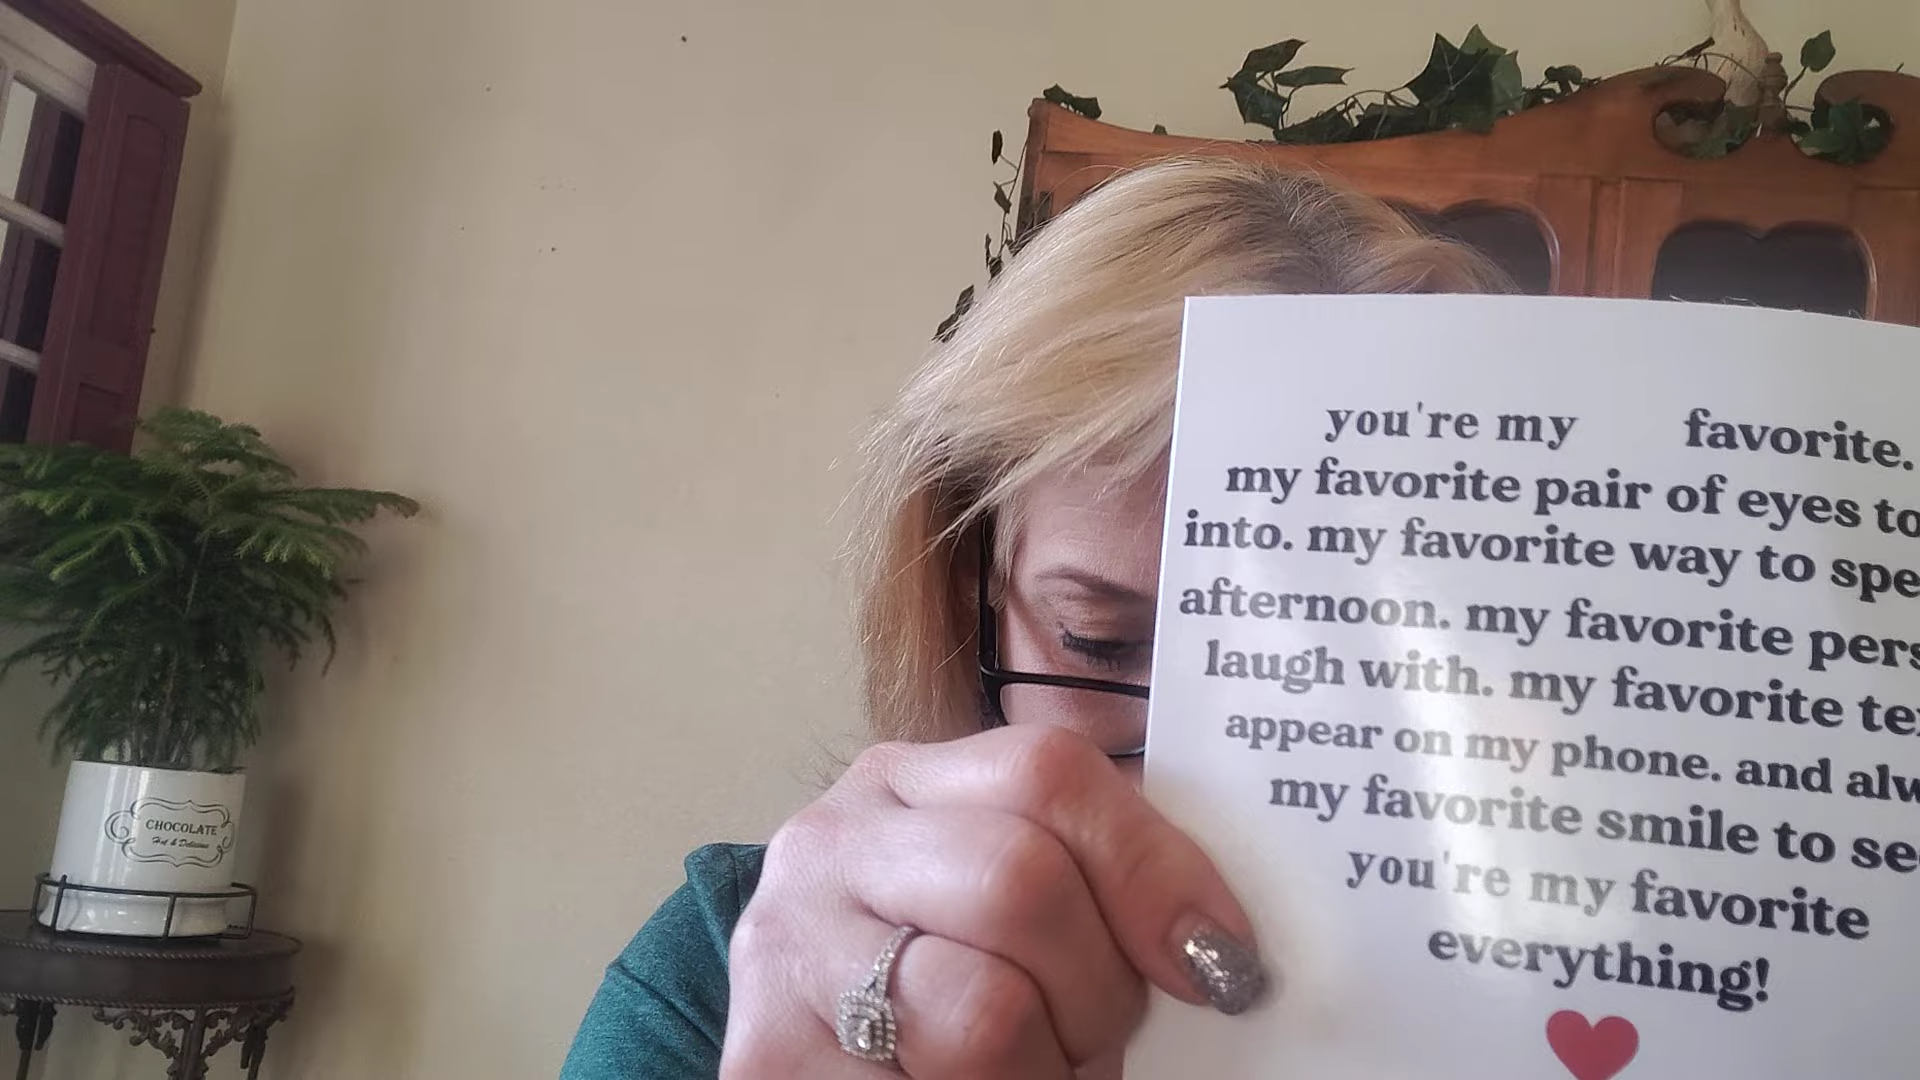 you're my favorite.
my favorite pair of eyes to
into. my favorite way to spe
afternoon. my favorite pers
laugh with. my favorite te
appear on my phone. and alw
my favorite smile to se
you're my favorite
everything!
CHOCOLATE
Hot & Delicious